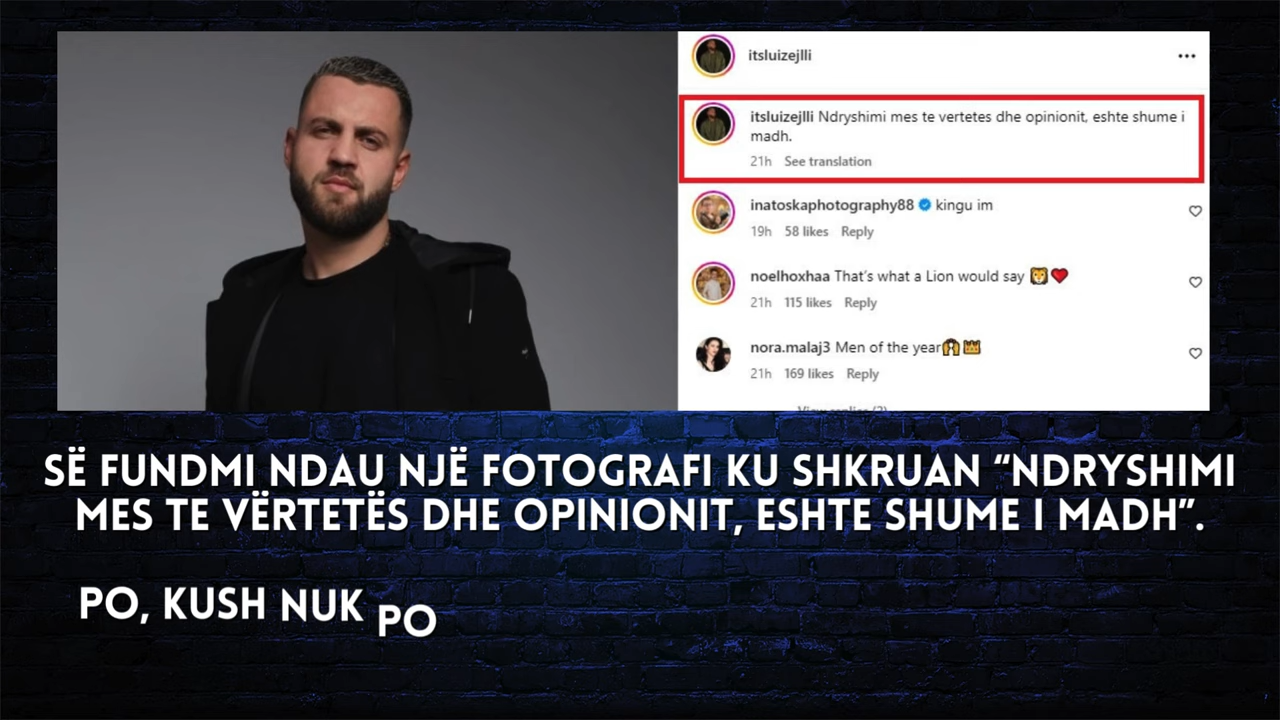 itsluizejlli
itsluizejlli Ndryshimi mes te vertetes dhe opinionit, eshte shume i
madh.
21h See translation
inatoskaphotography88 kingu im
19h 58 likes Reply
noelhoxhaa That's what a Lion would say 🦁❤️
21h 115 likes Reply
nora.malaj3 Men of the year🙌👑
21h 169 likes Reply
View replies (2)
SË FUNDMI NDAU NJË FOTOGRAFI KU SHKRUAN “NDRYSHIMI
MES TE VËRTETËS DHE OPINIONIT, ESHTE SHUME I MADH”.
PO, KUSH NUK PO